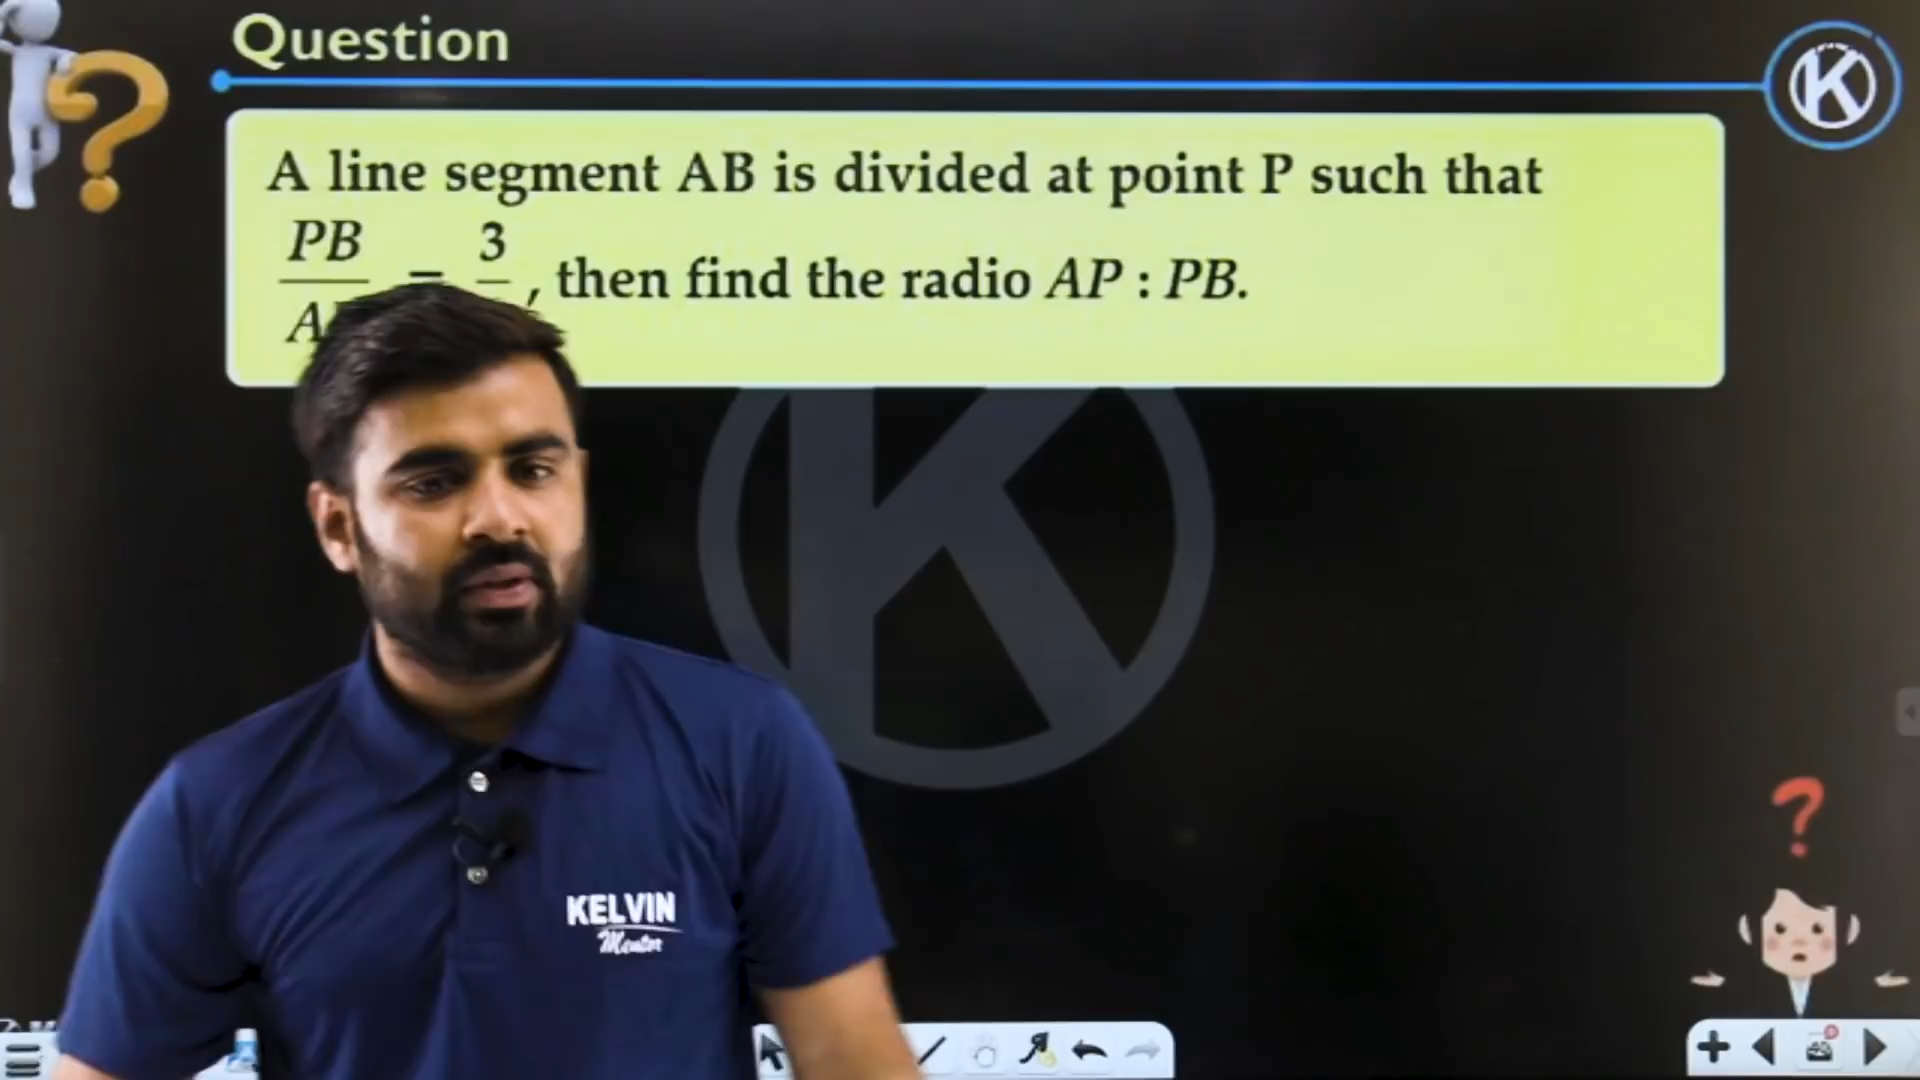 Question
A line segment AB is divided at point P such that
PB
A
= 3
, then find the radio AP : PB.
KELVIN
Mentor
K